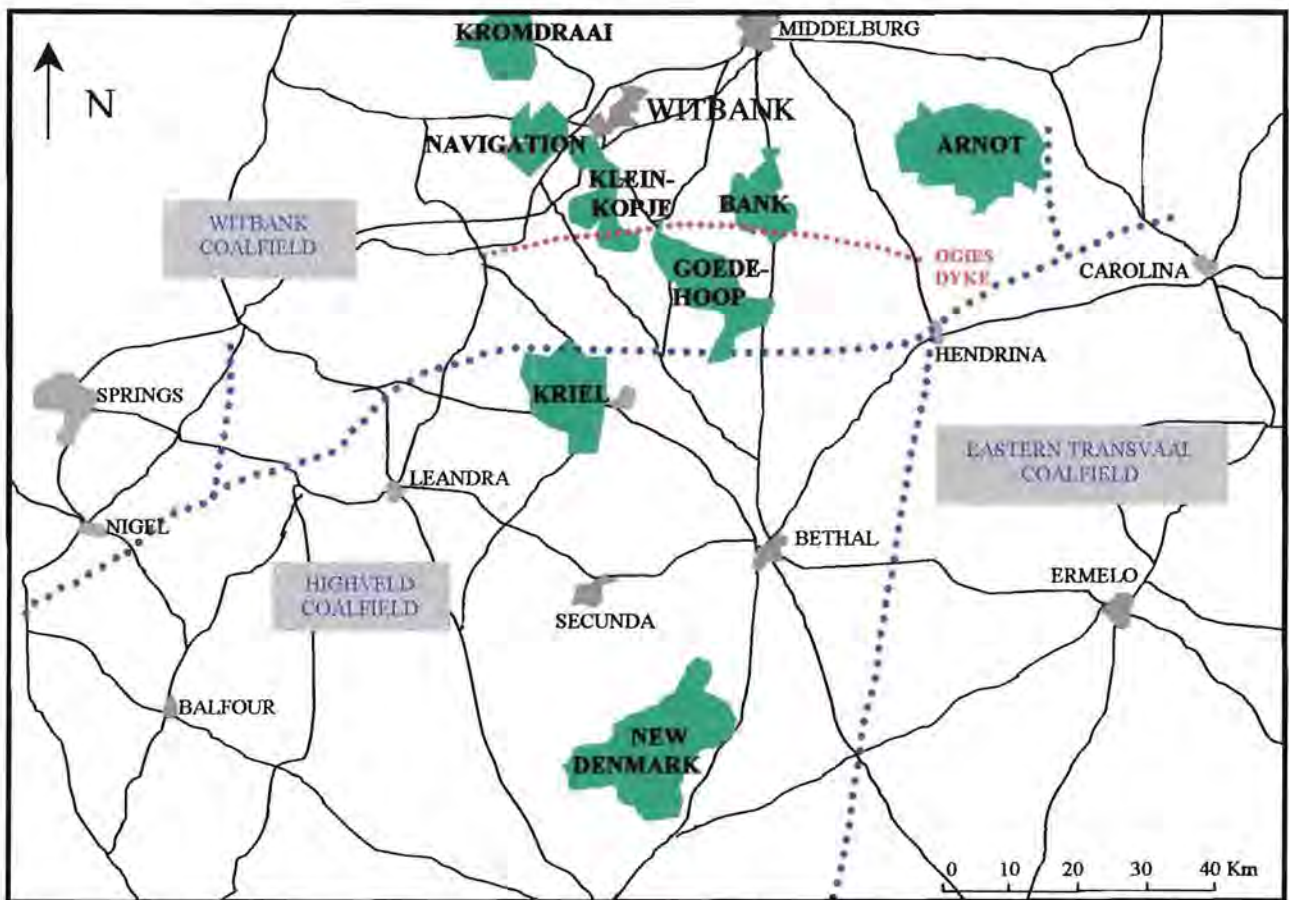 KROMDRAAI
MIDDELBURG
N
WITBANK
NAVIGATION
ARNOT
KLEIN-
KOPJE
BANK
WITBANK
COALFIELD
OGIES
DYKE
GOEDE-
HOOP
CAROLINA
HENDRINA
SPRINGS
KRIEL
EASTERN TRANSVAAL
COALFIELD
LEANDRA
NIGEL
BETHAL
HIGHVELD
COALFIELD
ERMELO
SECUNDA
BALFOUR
NEW
DENMARK
0 10 20 30 40 Km